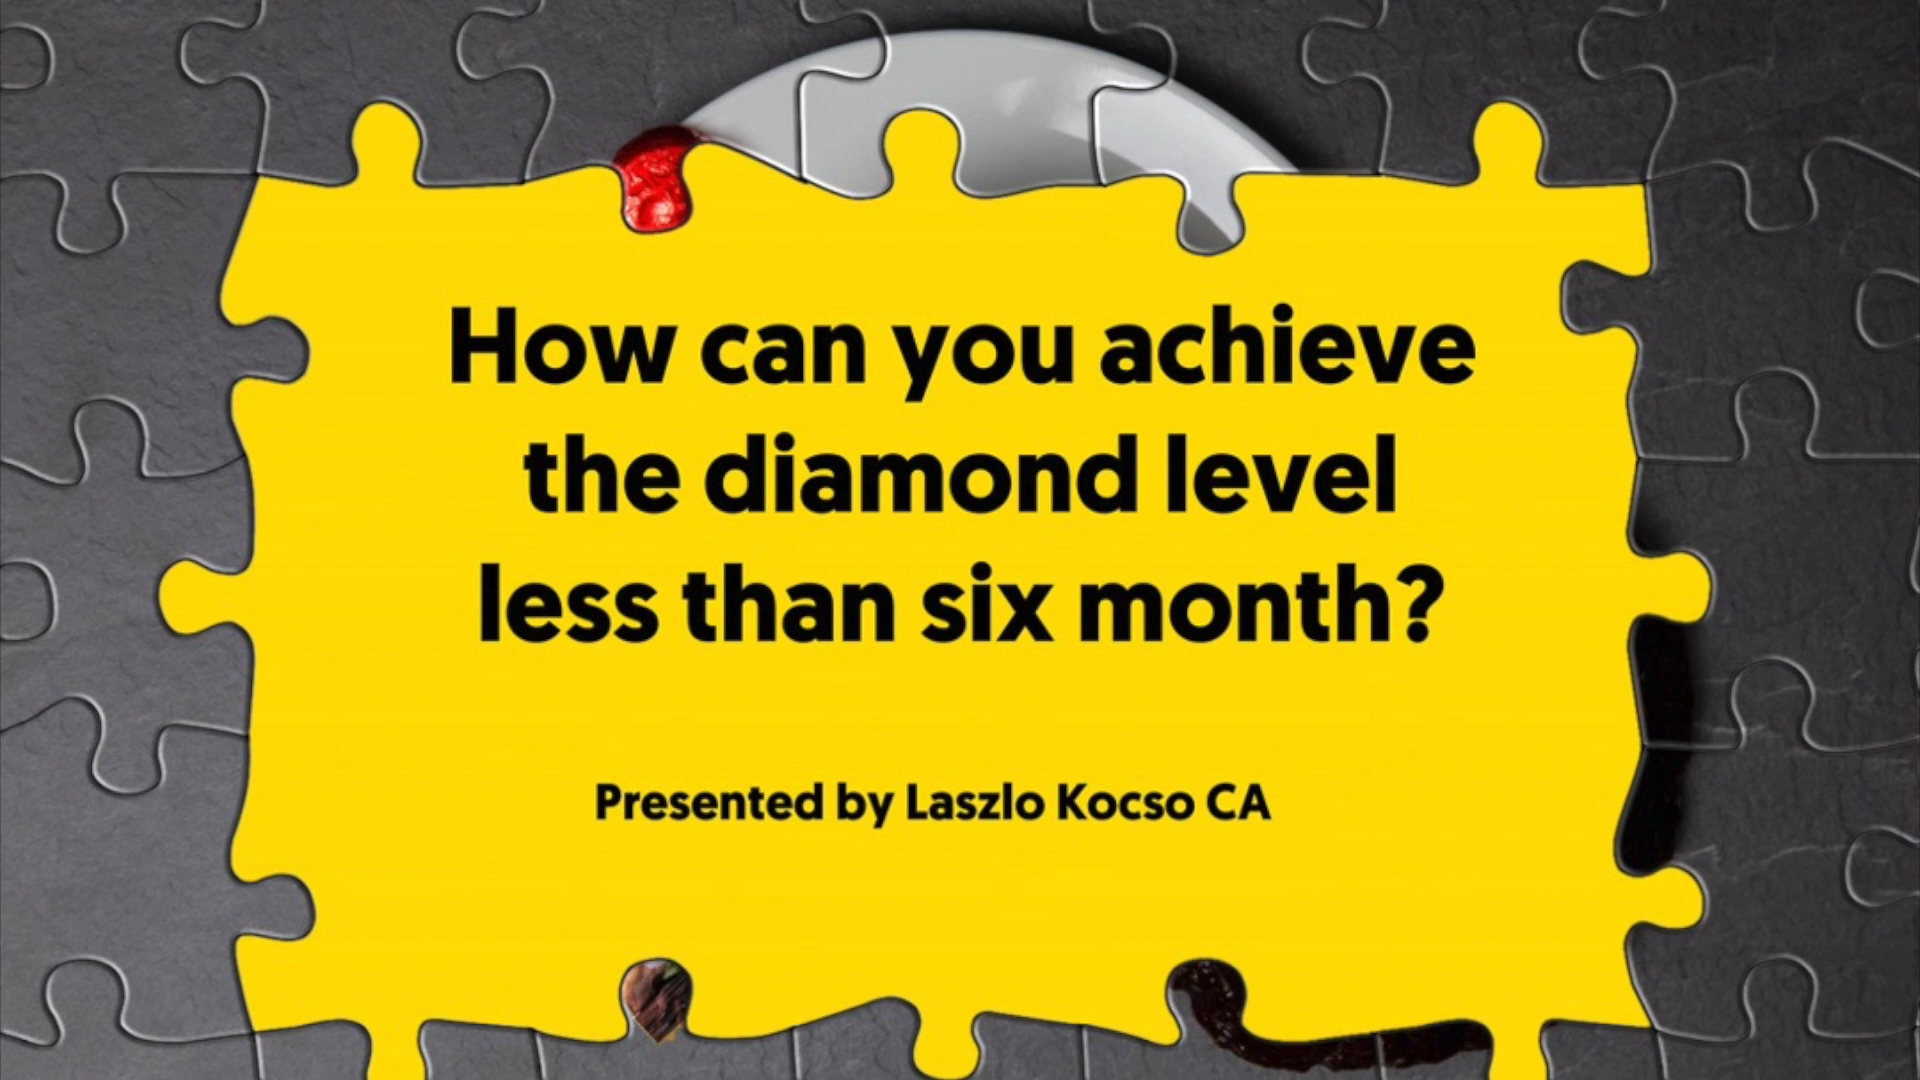 How can you achieve
the diamond level
less than six month?
Presented by Laszlo Kocso CA